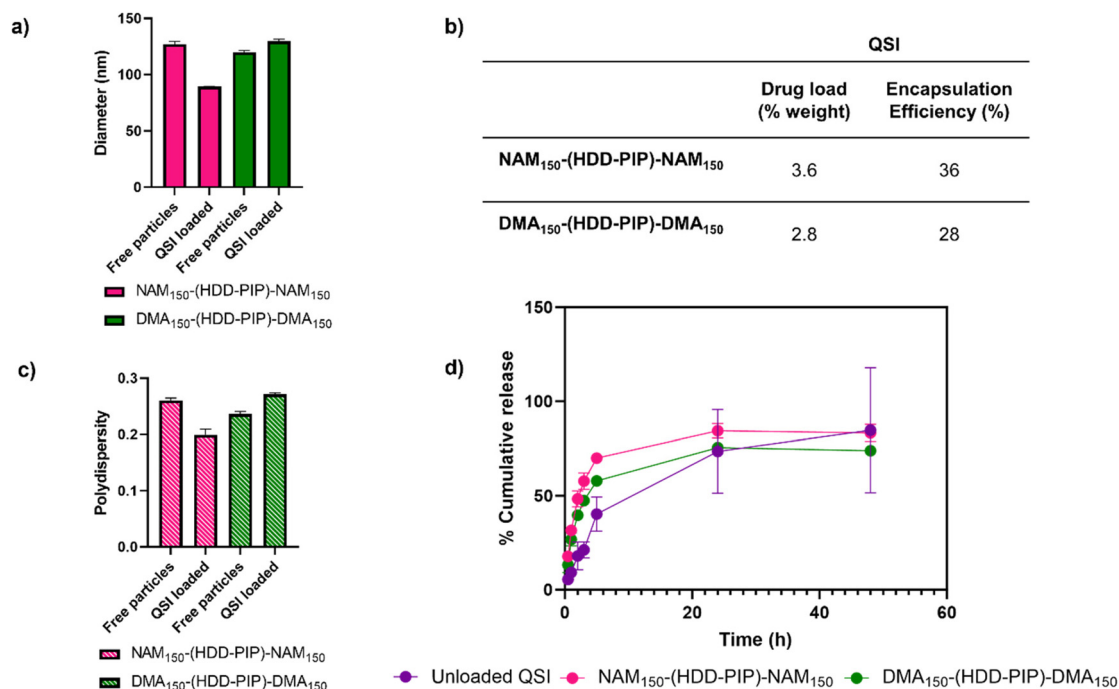 a)
Diameter (nm)
150
100
50
0
Free particles
QSI loaded
Free particles
QSI loaded
NAM₁₅₀-(HDD-PIP)-NAM₁₅₀
DMA₁₅₀-(HDD-PIP)-DMA₁₅₀
b)
QSI
Drug load
(% weight)
Encapsulation
Efficiency (%)
NAM₁₅₀-(HDD-PIP)-NAM₁₅₀
3.6
36
DMA₁₅₀-(HDD-PIP)-DMA₁₅₀
2.8
28
c)
Polydispersity
0.3
0.2
0.1
0.0
Free particles
QSI loaded
Free particles
QSI loaded
NAM₁₅₀-(HDD-PIP)-NAM₁₅₀
DMA₁₅₀-(HDD-PIP)-DMA₁₅₀
d)
% Cumulative release
150
100
50
0
0
20
40
60
Time (h)
Unloaded QSI
NAM₁₅₀-(HDD-PIP)-NAM₁₅₀
DMA₁₅₀-(HDD-PIP)-DMA₁₅₀